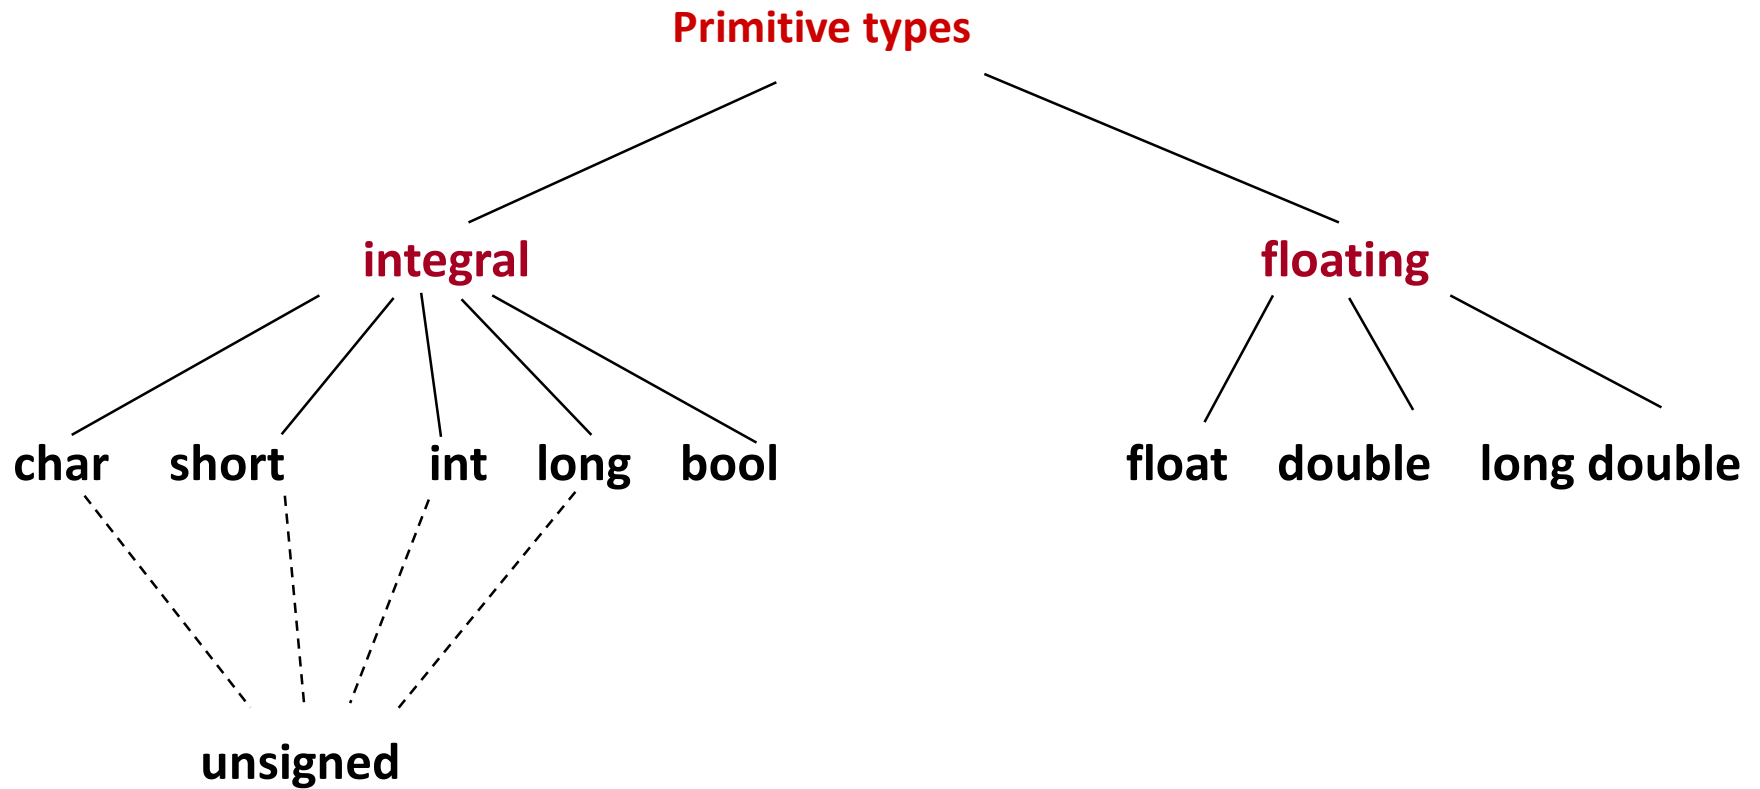 Primitive types
integral floating
char short int long bool float double long double
unsigned